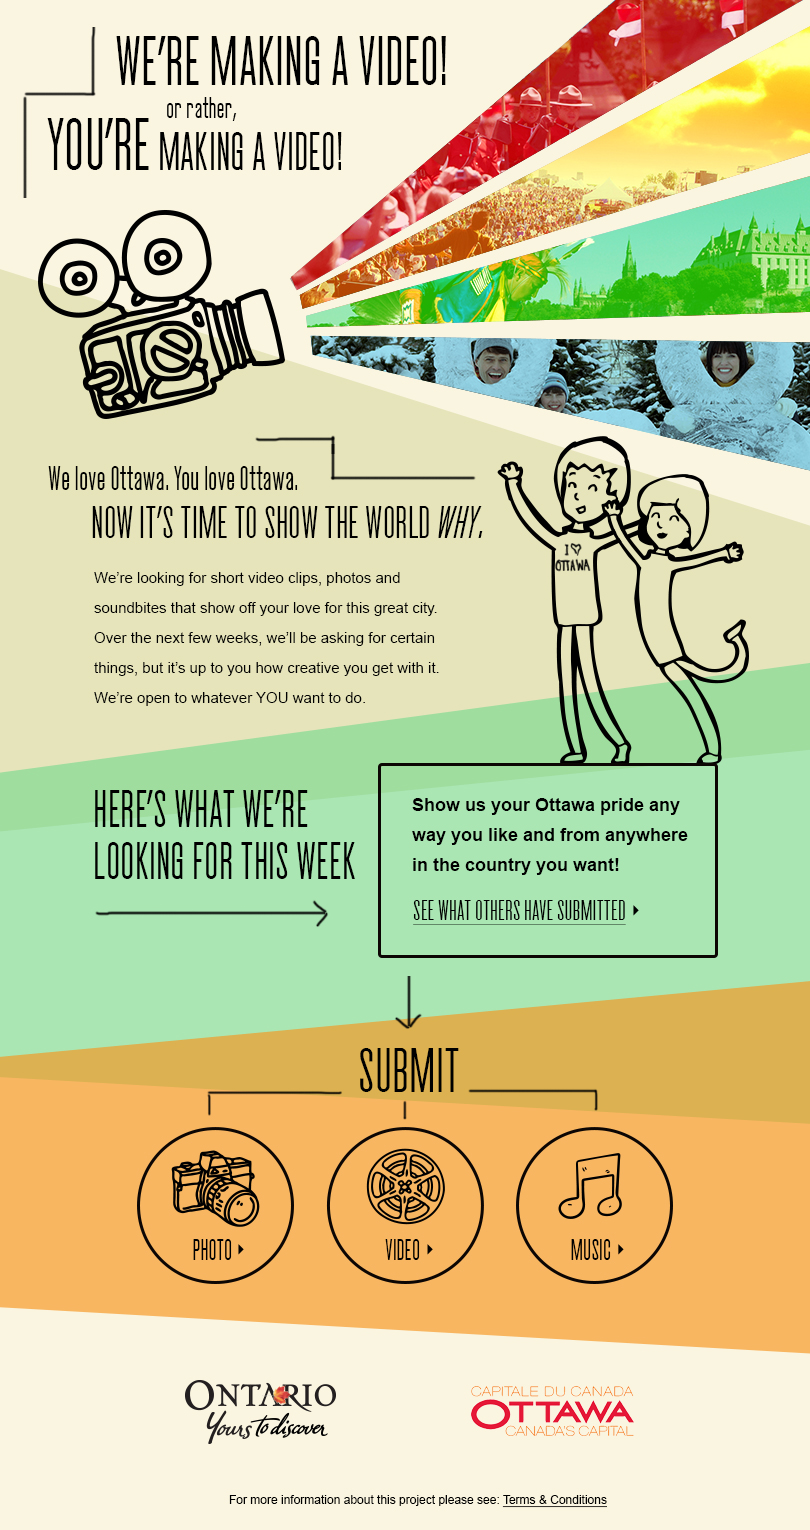 WE'RE MAKING A VIDEO!
or rather,
YOU'RE MAKING A VIDEO!
We love Ottawa. You love Ottawa.
NOW IT'S TIME TO SHOW THE WORLD WHY.
I ♡
OTTAWA
We're looking for short video clips, photos and
soundbites that show off your love for this great city.
Over the next few weeks, we'll be asking for certain
things, but it's up to you how creative you get with it.
We're open to whatever YOU want to do.
HERE'S WHAT WE'RE
LOOKING FOR THIS WEEK
Show us your Ottawa pride any
way you like and from anywhere
in the country you want!
SEE WHAT OTHERS HAVE SUBMITTED
SUBMIT
PHOTO
VIDEO
MUSIC
ONTARIO
Yours to discover
CAPITALE DU CANADA
OTTAWA
CANADA'S CAPITAL
For more information about this project please see: Terms & Conditions